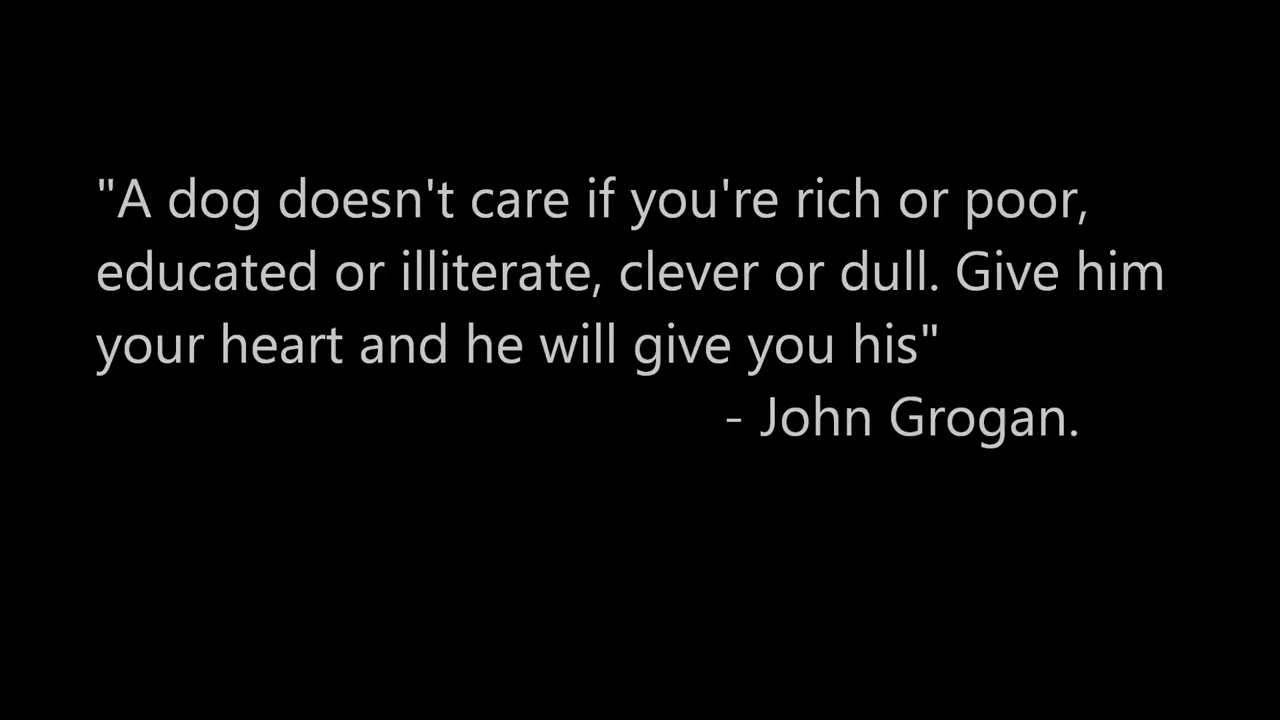 "A dog doesn't care if you're rich or poor,
educated or illiterate, clever or dull. Give him
your heart and he will give you his"
- John Grogan.